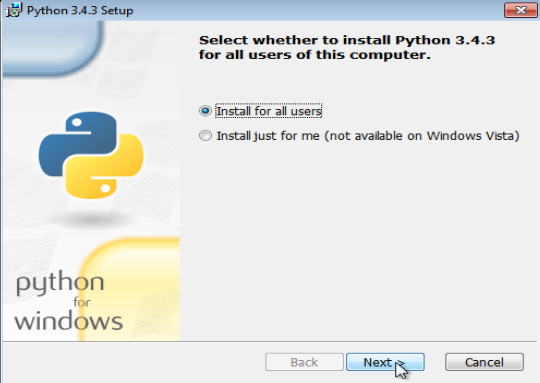 Python 3.4.3 Setup
Select whether to install Python 3.4.3
for all users of this computer.
Install for all users
Install just for me (not available on Windows Vista)
python
for
windows
Back
Next >
Cancel